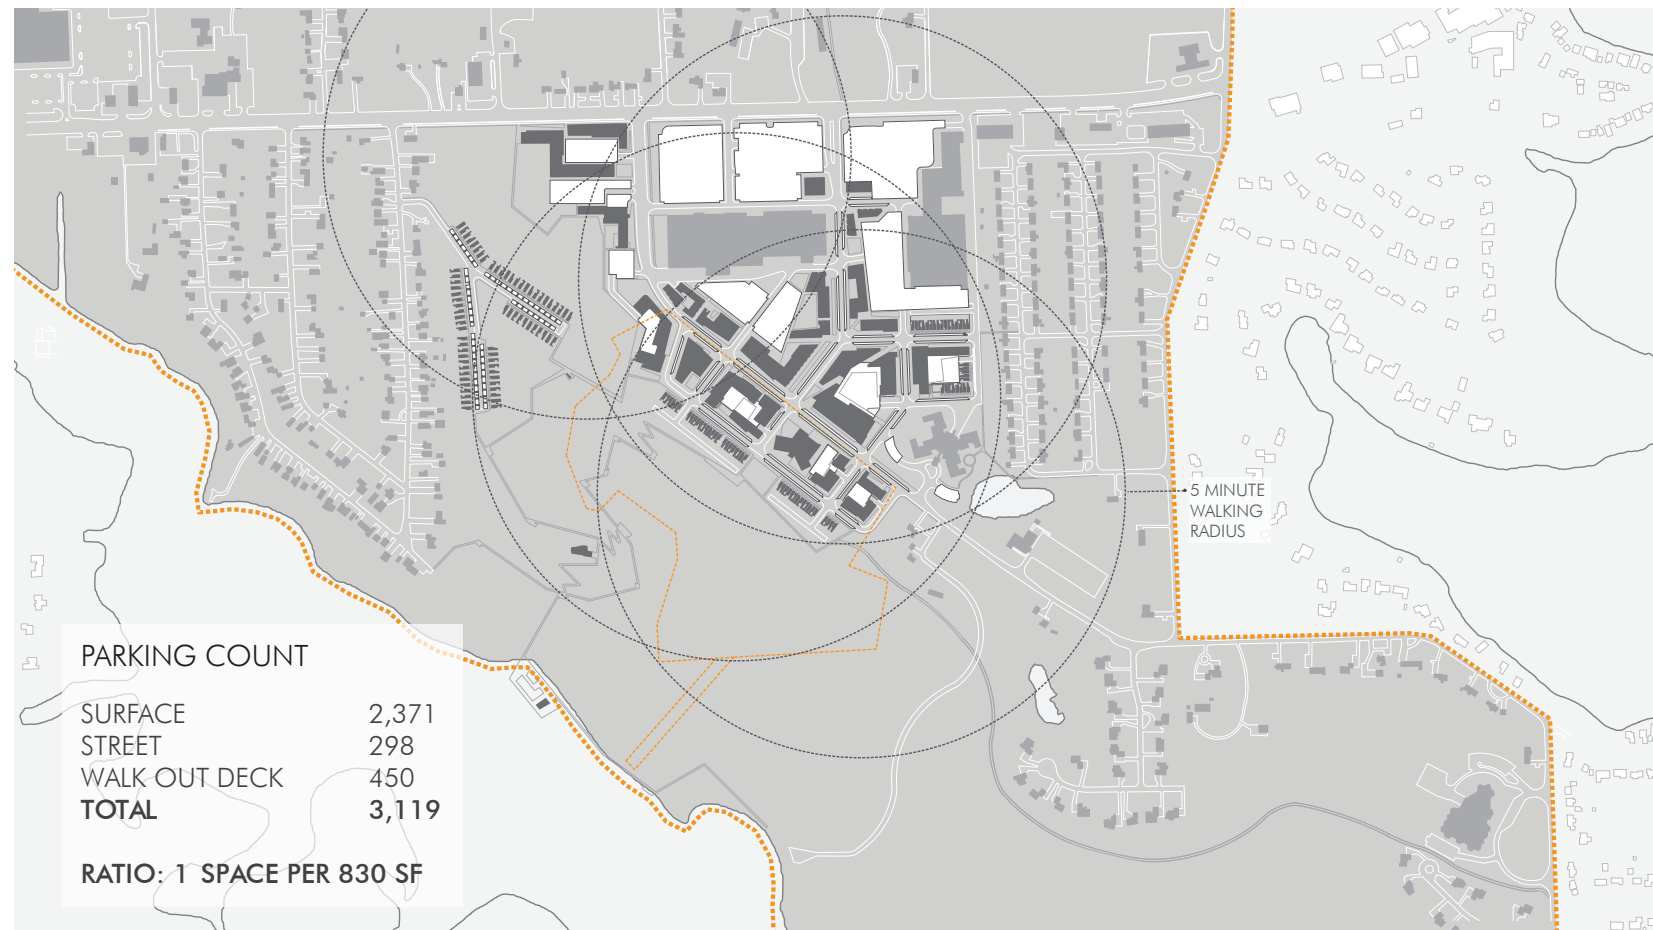 5 MINUTE
WALKING
RADIUS
PARKING COUNT
SURFACE 2,371
STREET 298
WALK OUT DECK 450
TOTAL 3,119
RATIO: 1 SPACE PER 830 SF